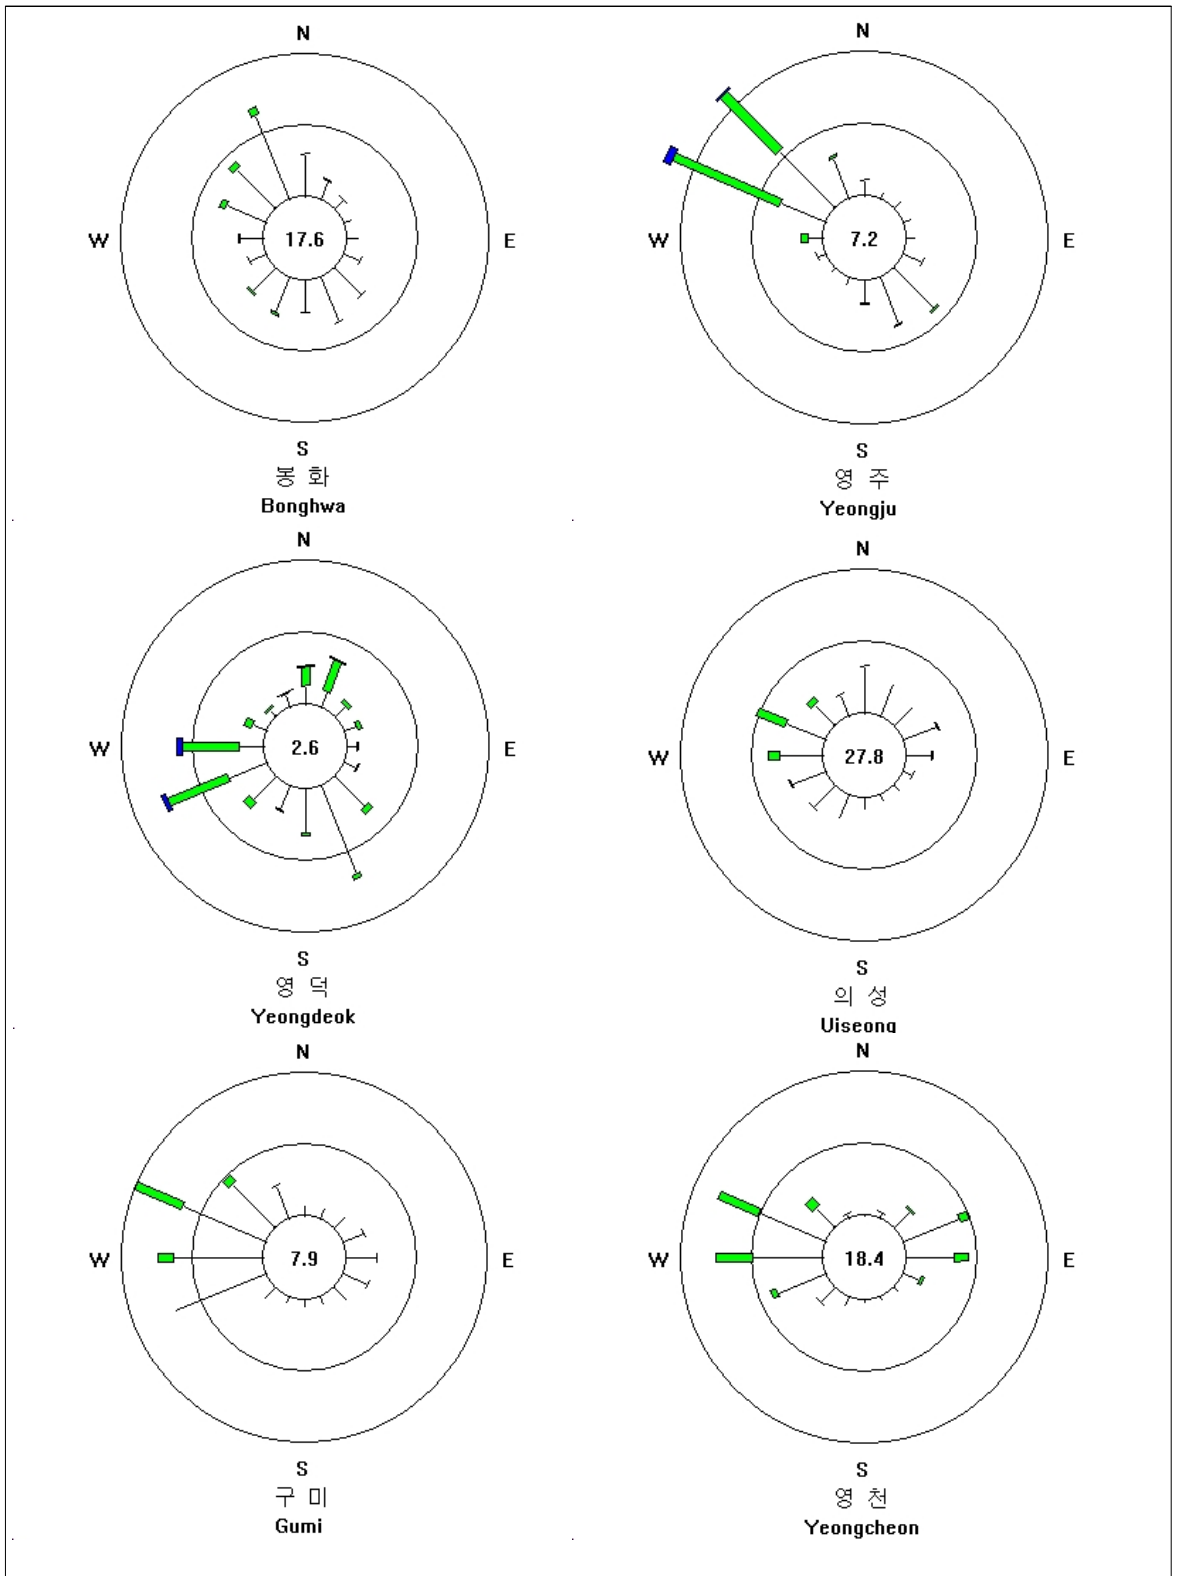 N
N
W 17.6 E
W 7.2 E
S
S
봉 화
영 주
Bonghwa
Yeongju
N
N
W 2.6 E
W 27.8 E
S
S
영 덕
의 성
Yeongdeok
Uiseong
N
N
W 7.9 E
W 18.4 E
S
S
구 미
영 천
Gumi
Yeongcheon